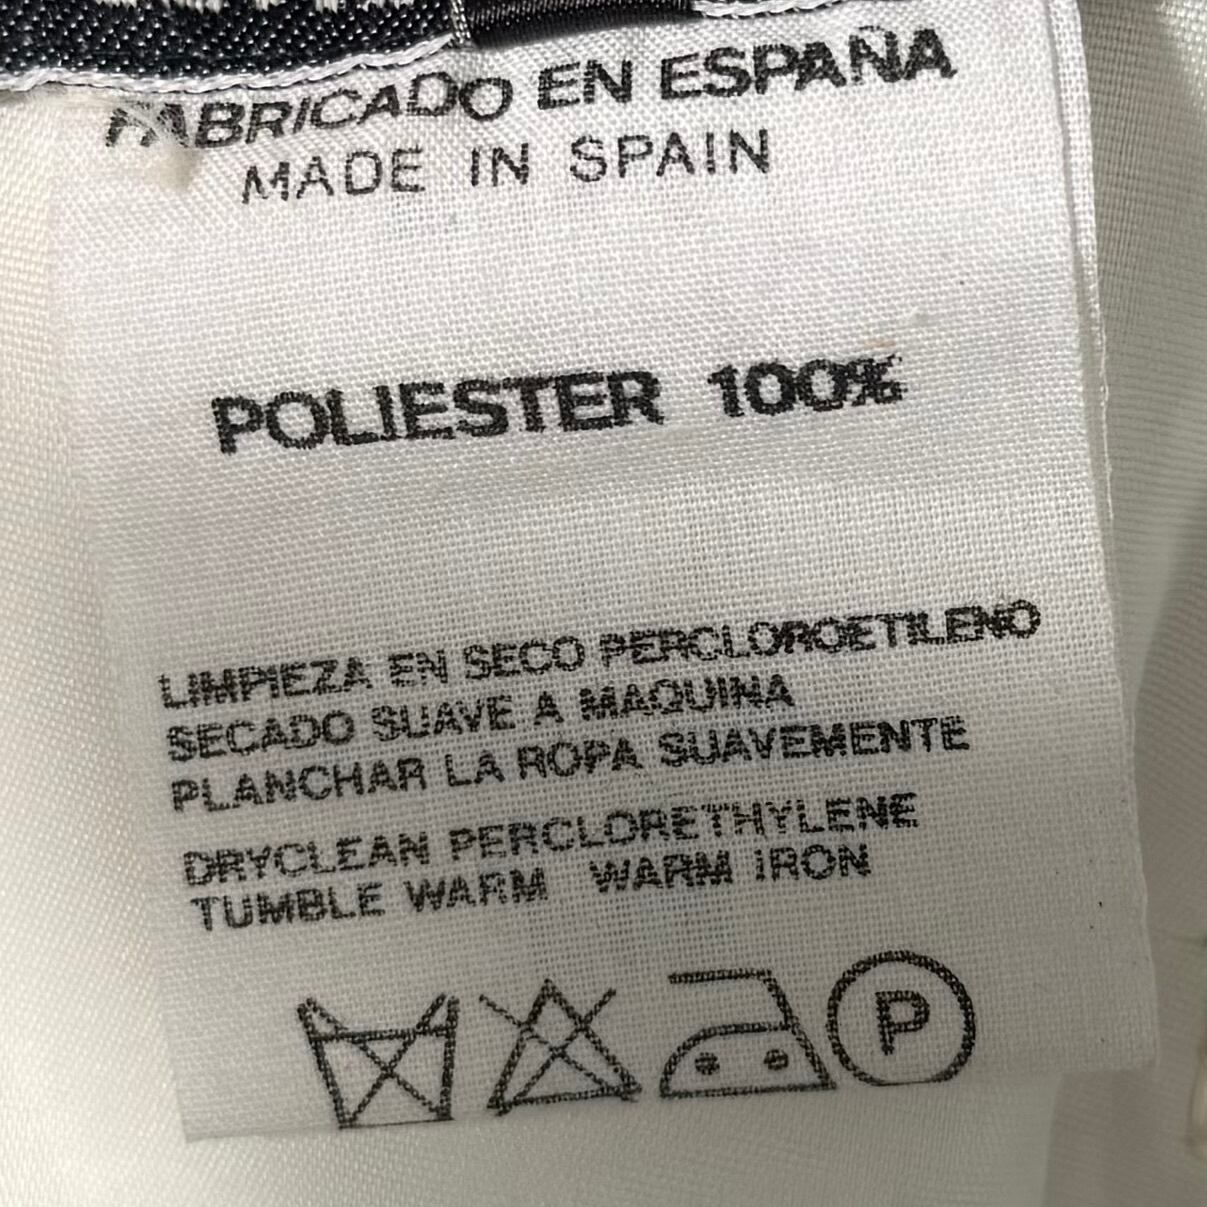 FABRICADO EN ESPAÑA
MADE IN SPAIN
POLIESTER 100%
LIMPIEZA EN SECO PERCLOROETILENO
SECADO SUAVE A MAQUINA
PLANCHAR LA ROPA SUAVEMENTE
DRYCLEAN PERCLORETHYLENE
TUMBLE WARM WARM IRON
P